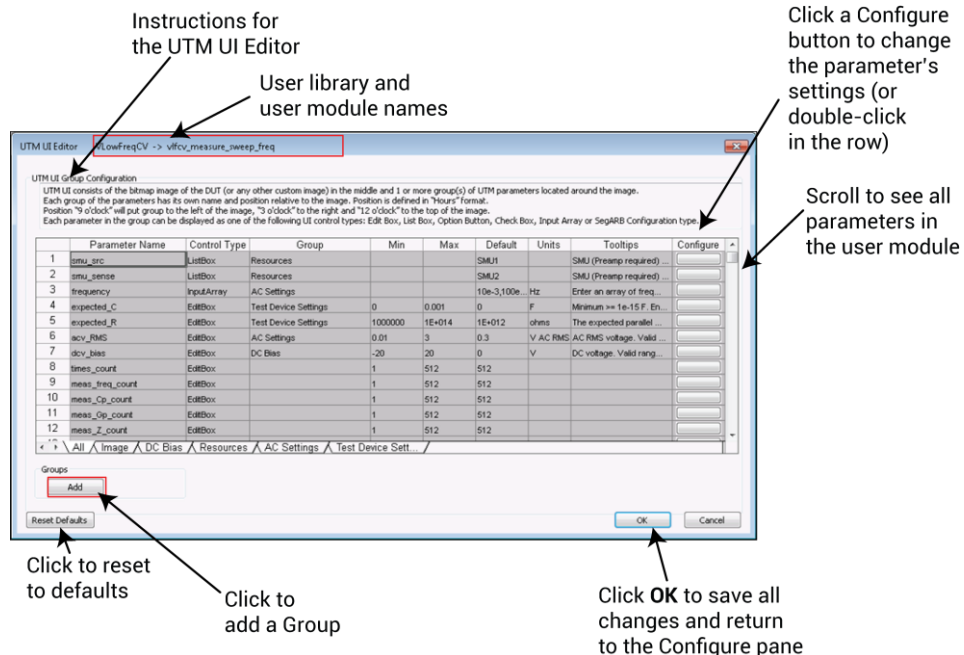 Instructions for
the UTM UI Editor
User library and
user module names
Click a Configure
button to change
the parameter's
settings (or
double-click
in the row)
Scroll to see all
parameters in
the user module
UTM UI Editor VLowFreqCV -> vlfcv_measure_sweep_freq
UTM UI Group Configuration
UTM UI consists of the bitmap image of the DUT (or any other custom image) in the middle and 1 or more group(s) of UTM parameters located around the image.
Each group of the parameters has its own name and position relative to the image. Position is defined in "Hours" format.
Position "9 o'clock" will put group to the left of the image, "3 o'clock" to the right and "12 o'clock" to the top of the image.
Each parameter in the group can be displayed as one of the following UI control types: Edit Box, List Box, Option Button, Check Box, Input Array or SegARB Configuration type.
Parameter Name Control Type Group Min Max Default Units Tooltips Configure
1 smu_src ListBox Resources SMU1 SMU (Preamp required) ...
2 smu_sense ListBox Resources SMU2 SMU (Preamp required) ...
3 frequency InputArray AC Settings 10e-3,100e... Hz Enter an array of freq...
4 expected_C EditBox Test Device Settings 0 0.001 0 F Minimum >= 1e-15 F. En...
5 expected_R EditBox Test Device Settings 1000000 1E+014 1E+012 ohms The expected parallel ...
6 acv_RMS EditBox AC Settings 0.01 3 0.3 V AC RMS AC RMS voltage. Valid ...
7 dcv_bias EditBox DC Bias -20 20 0 V DC voltage. Valid rang...
8 times_count EditBox 1 512 512
9 meas_freq_count EditBox 1 512 512
10 meas_Cp_count EditBox 1 512 512
11 meas_Gp_count EditBox 1 512 512
12 meas_Z_count EditBox 1 512 512
All Image DC Bias Resources AC Settings Test Device Sett...
Groups
Add
Reset Defaults OK Cancel
Click to reset
to defaults
Click to
add a Group
Click OK to save all
changes and return
to the Configure pane